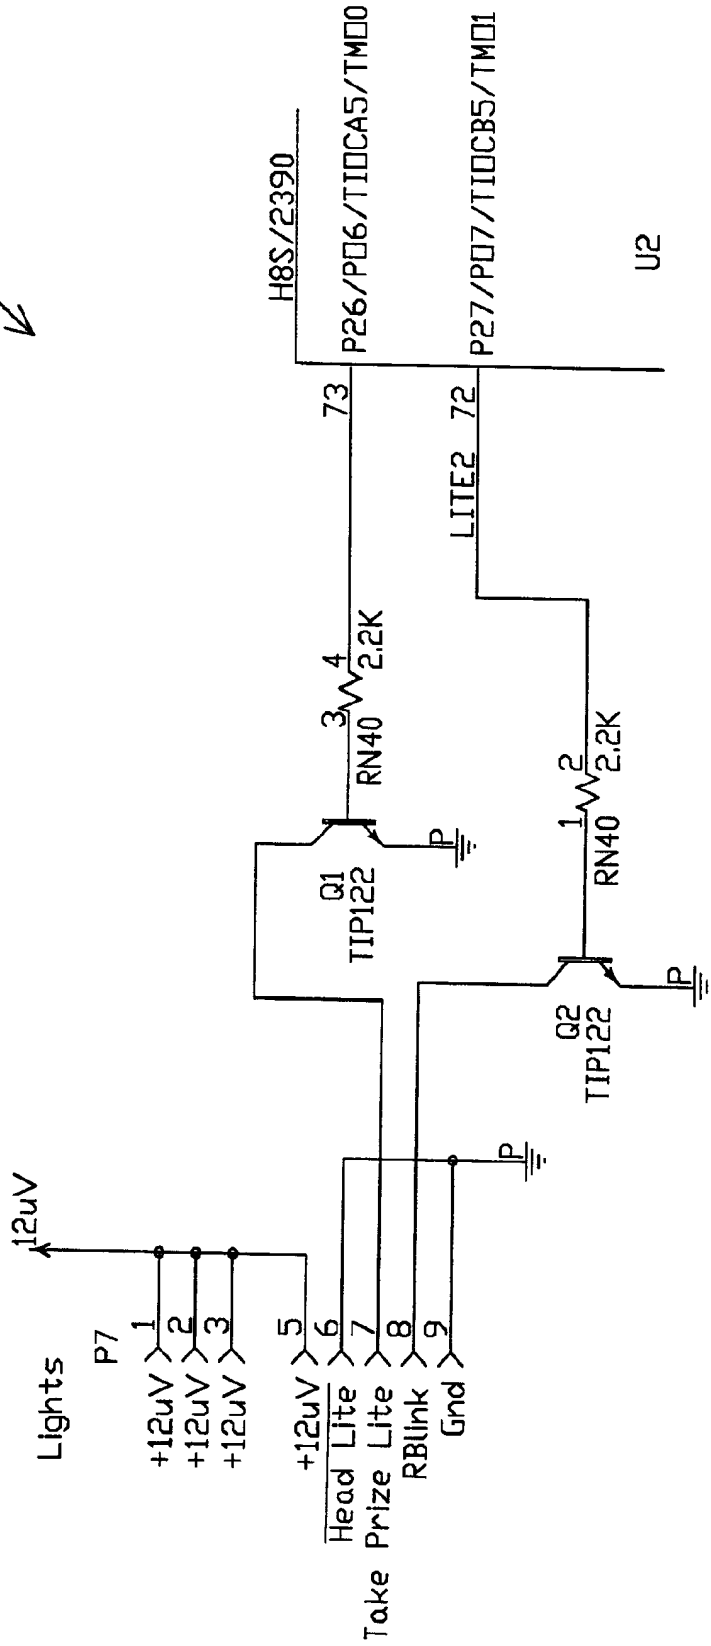 Lights
P7
12uV
+12uV 1
+12uV 2
+12uV 3
+12uV 5
Head Lite 6
Take Prize Lite 7
RBlink 8
Gnd 9
P
Q1
TIP122
P
3 4
RN40 2.2K
73
H8S/2390
P26/PO6/TIOCA5/TMO0
Q2
TIP122
P
1 2
RN40 2.2K
LITE2 72
P27/PO7/TIOCB5/TMO1
U2